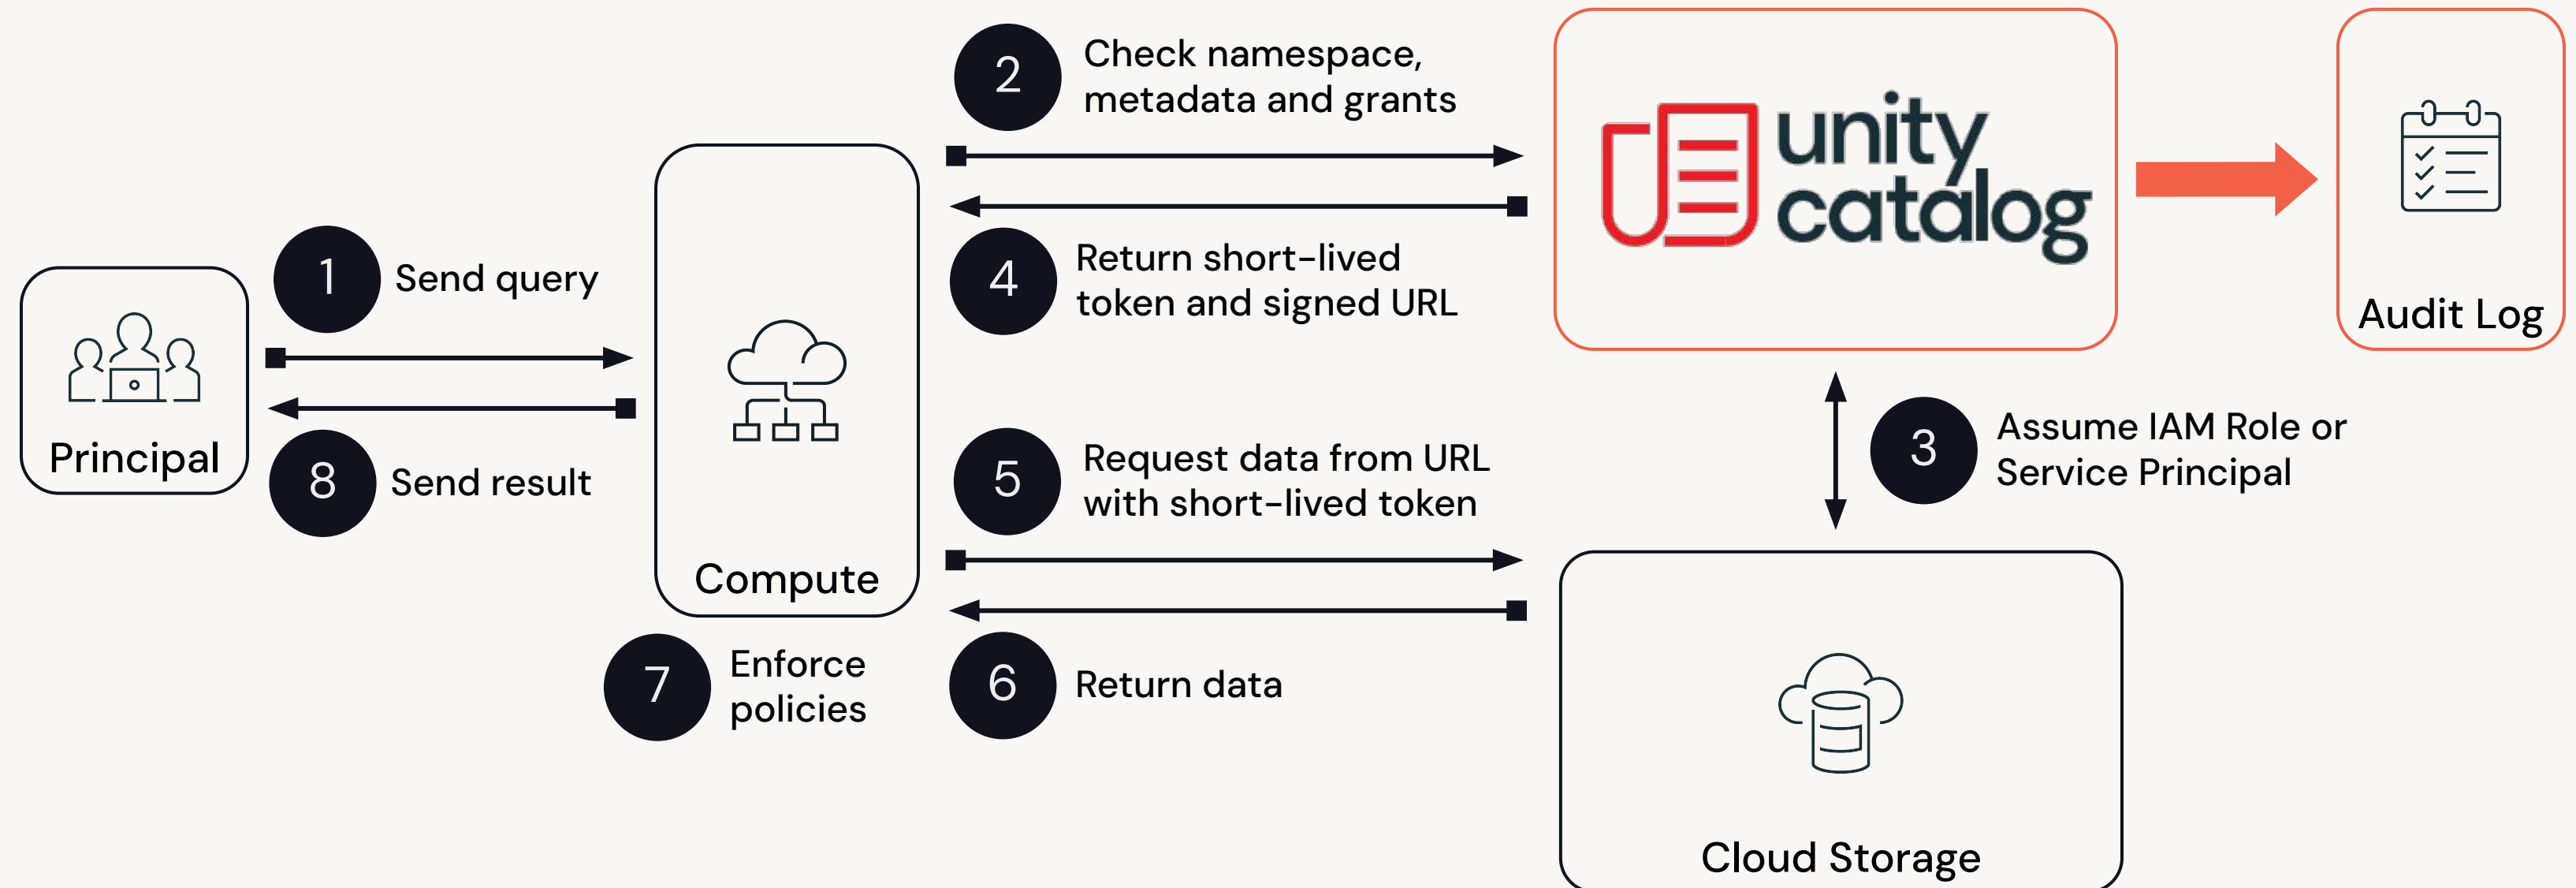 1
Send query
Principal
8
Send result
Compute
2
Check namespace,
metadata and grants
4
Return short-lived
token and signed URL
unity
catalog
Audit Log
3
Assume IAM Role or
Service Principal
5
Request data from URL
with short-lived token
6
Return data
7
Enforce
policies
Cloud Storage